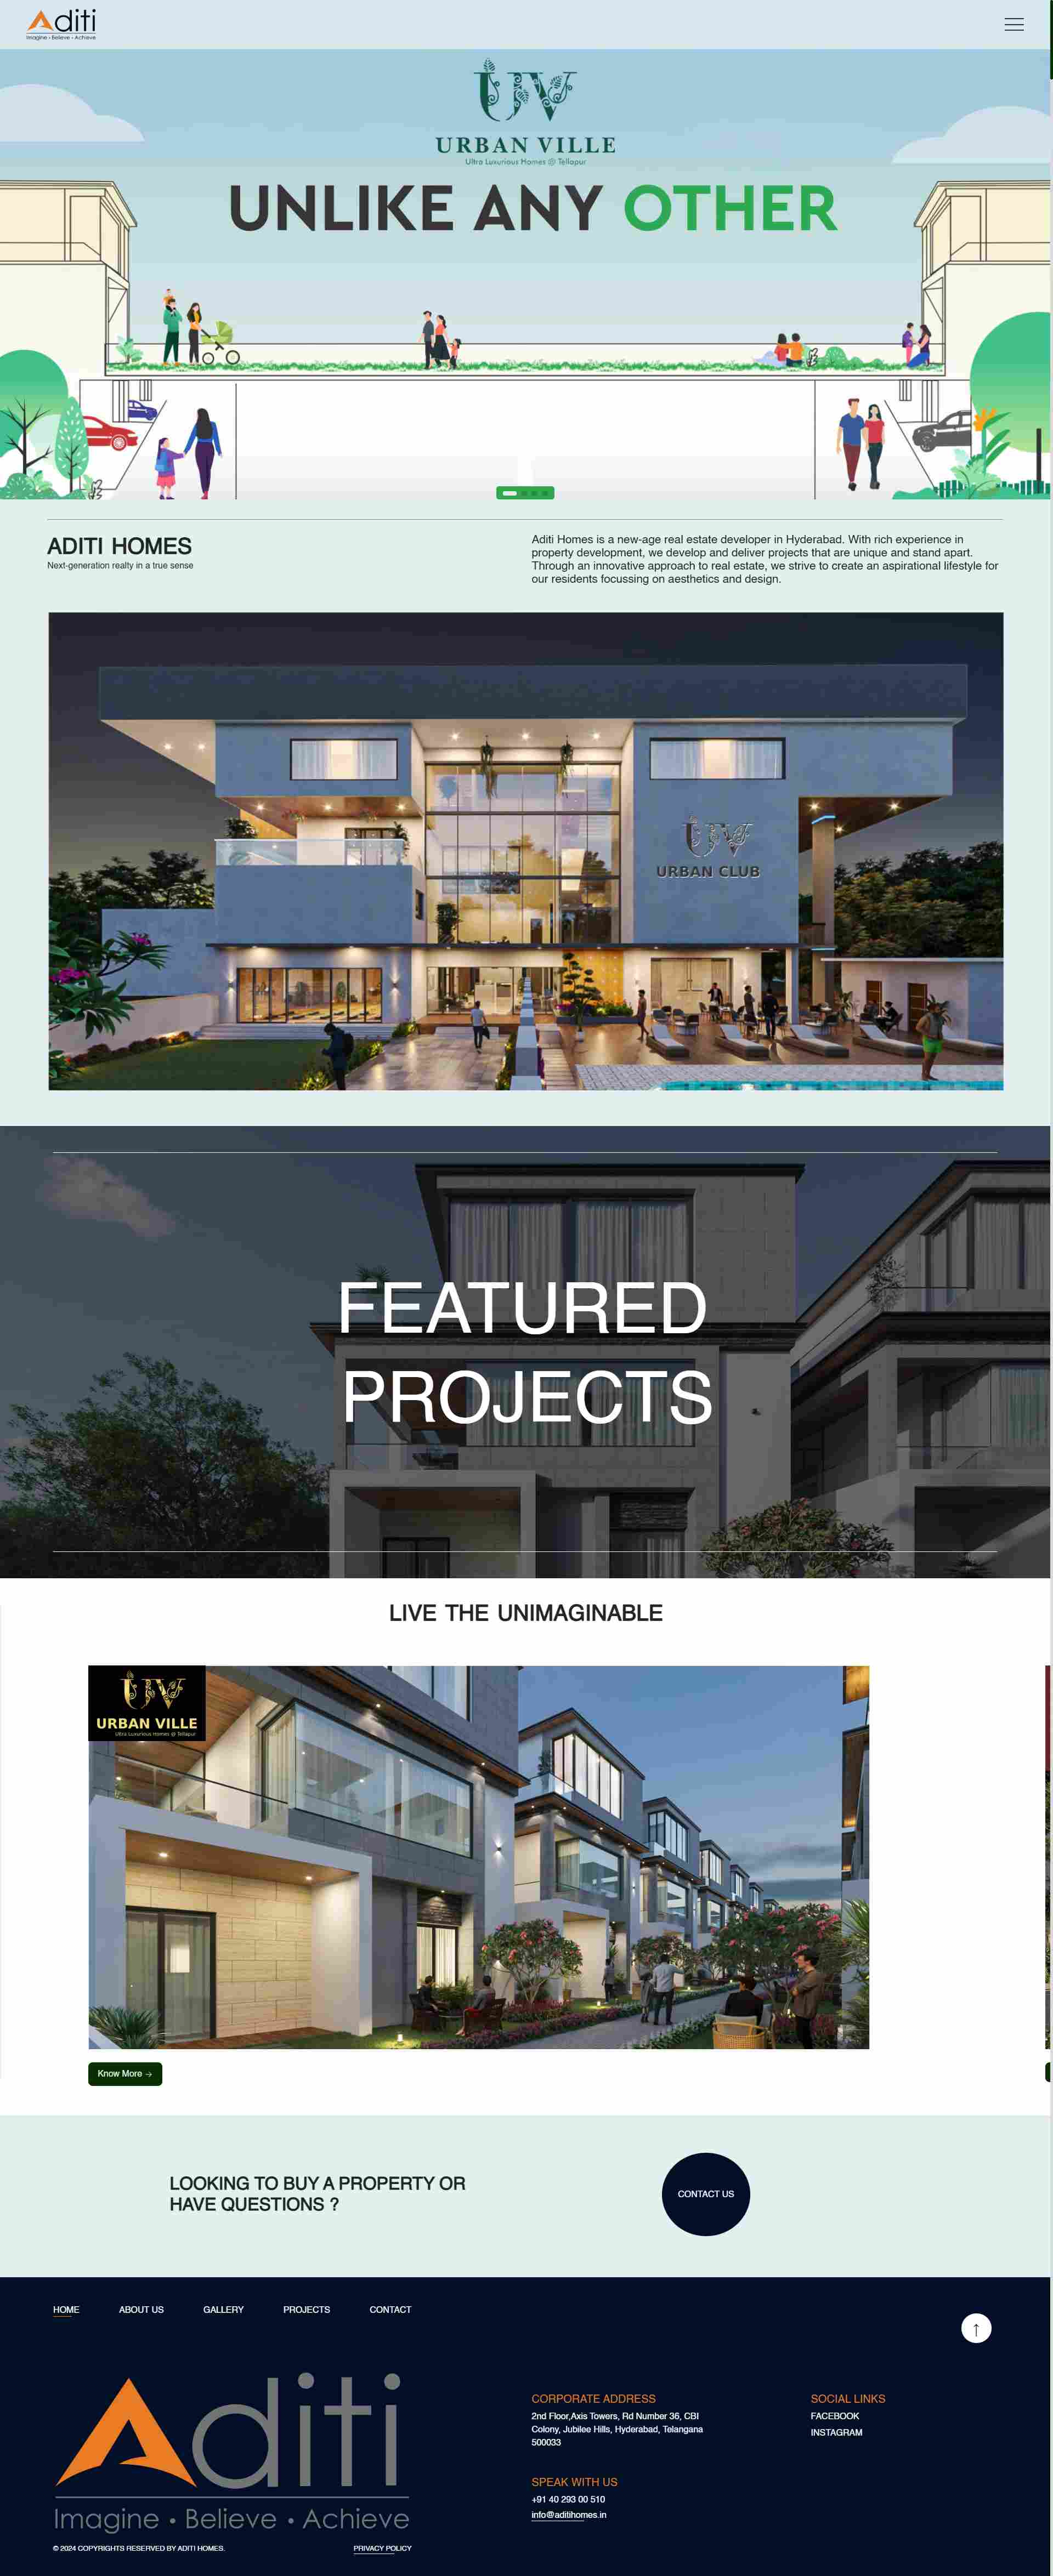 Aditi
Imagine • Believe • Achieve
UV
URBAN VILLE
Ultra Luxurious Homes @ Tellapur
UNLIKE ANY OTHER
ADITI HOMES
Next-generation realty in a true sense
Aditi Homes is a new-age real estate developer in Hyderabad. With rich experience in
property development, we develop and deliver projects that are unique and stand apart.
Through an innovative approach to real estate, we strive to create an aspirational lifestyle for
our residents focussing on aesthetics and design.
UV
URBAN CLUB
FEATURED
PROJECTS
LIVE THE UNIMAGINABLE
UV
URBAN VILLE
Ultra Luxurious Homes @ Tellapur
Know More →
LOOKING TO BUY A PROPERTY OR
HAVE QUESTIONS ?
CONTACT US
HOME ABOUT US GALLERY PROJECTS CONTACT
↑
Aditi
Imagine • Believe • Achieve
© 2024 COPYRIGHTS RESERVED BY ADITI HOMES.
PRIVACY POLICY
CORPORATE ADDRESS
2nd Floor,Axis Towers, Rd Number 36, CBI
Colony, Jubilee Hills, Hyderabad, Telangana
500033
SPEAK WITH US
+91 40 293 00 510
info@aditihomes.in
SOCIAL LINKS
FACEBOOK
INSTAGRAM